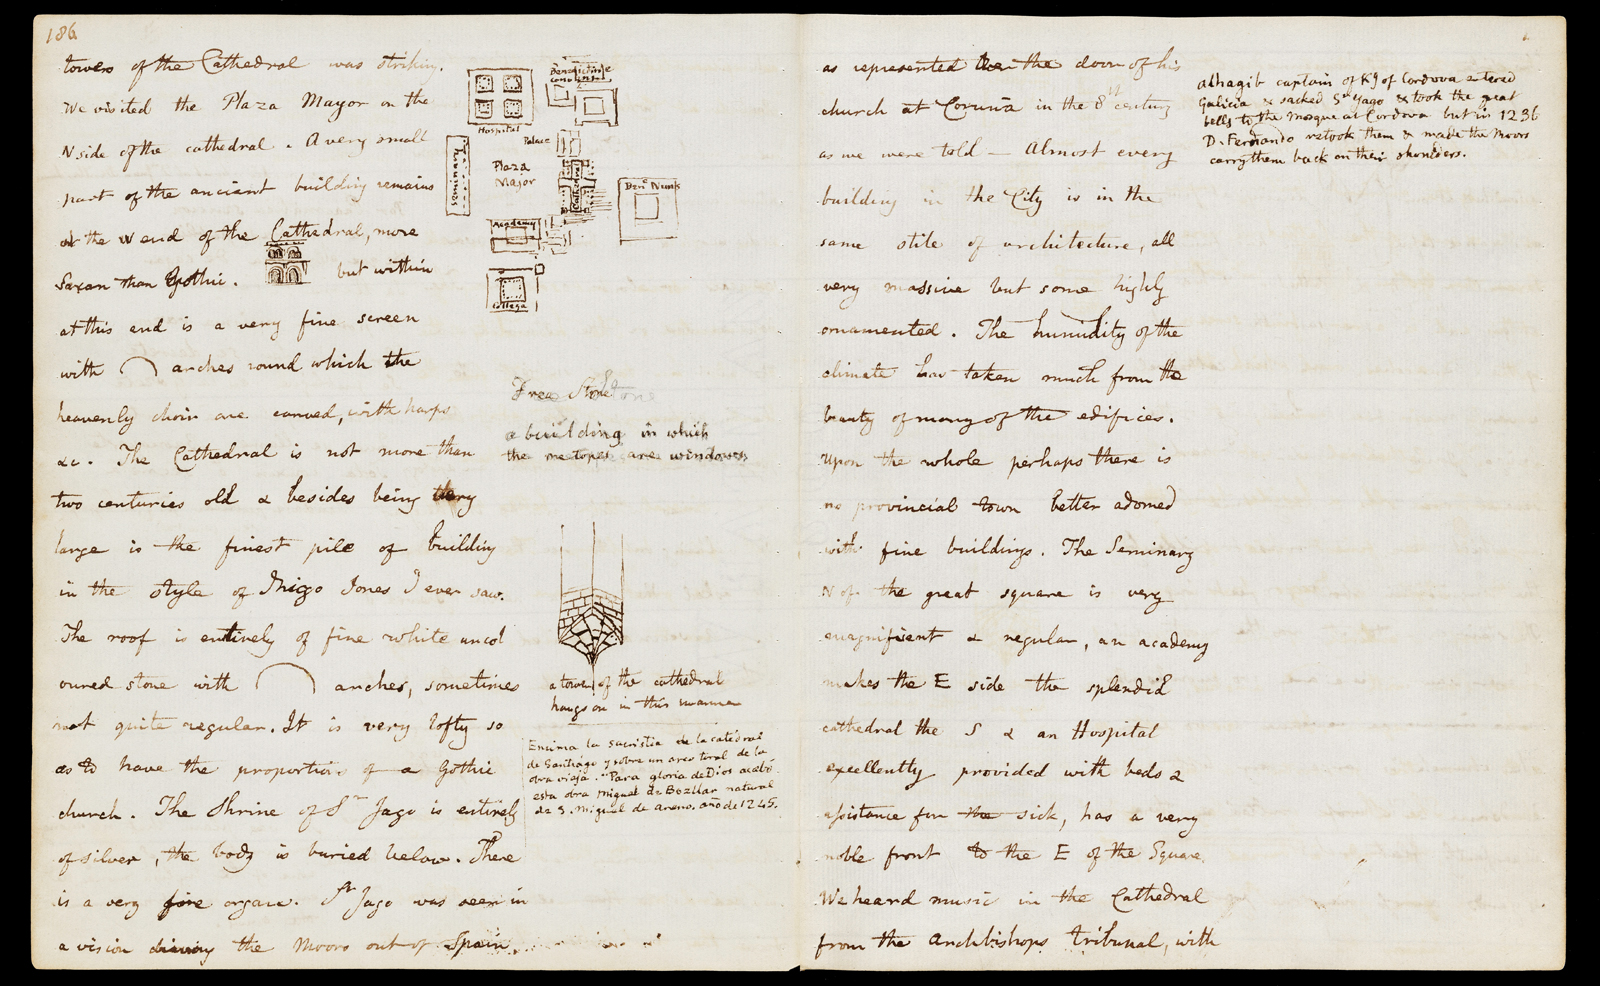 186
towers of the Cathedral was striking.
We visited the Plaza Mayor on the
N side of the cathedral. A very small
part of the ancient building remains
at the W end of the Cathedral, more
Saxon than Gothic. but within
at this end is a very fine screen
with arches round which the
heavenly choir are carved, with harps
&c. The Cathedral is not more than
two centuries old & besides being very
large is the finest pile of building
in the style of Inigo Jones I ever saw.
The roof is entirely of fine white uncol
oured stone with arches, sometimes
not quite regular. It is very lofty so
as to have the proportions of a Gothic
church. The Shrine of St Jago is entirely
of silver, the body is buried below. There
is a very fine organ. St Jago was seen in
a vision driving the Moors out of Spain
Benedictine
convent
Hospital
Palace
Plaza
Major
Benc Nuns
Academy
College
Free Stone
a building in which
the metopes are windows
a tower of the cathedral
hangs on in this manner
Encima la sacristia de la catedral
de Santiago y sobre un arco toral de la
obra vieja. "Para gloria de Dios acabó
esta obra Miguel de Bozllar natural
de S. Miguel de Areno. año de 1245.
as represented the door of his
church at Coruña in the 8th century
as we were told – Almost every
building in the City is in the
same stile of architecture, all
very massive but some highly
ornamented. The humidity of the
climate has taken much from the
beauty of many of the edifices.
Upon the whole perhaps there is
no provincial town better adorned
with fine buildings. The Seminary
N of the great square is very
magnificent & regular, an academy
makes the E side the splendid
cathedral the S & an Hospital
excellently provided with beds &
assistance for the sick, has a very
noble front to the E of the Square.
We heard music in the Cathedral
from the Archbishops tribunal, with
Alhagib captain of Kg of Cordova entered
Galicia & sacked St Yago & took the great
bells to the mosque at Cordova but in 1236
D. Fernando retook them & made the Moors
carry them back on their shoulders.